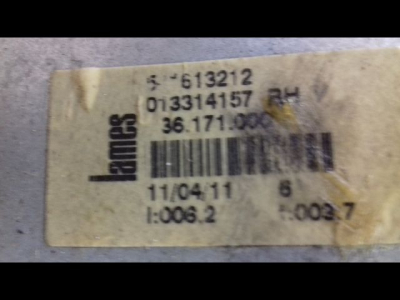 613212
013314157 RH
36.171.000
lames
11/04/11 6
I:006.2 :003.7